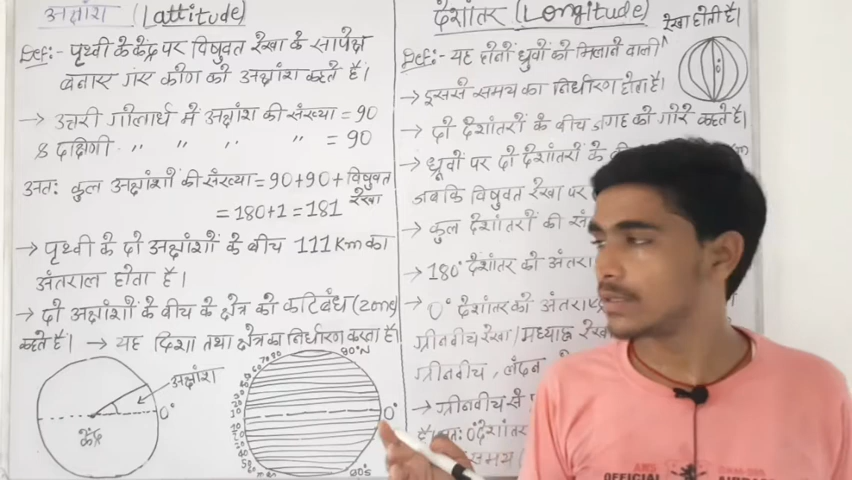 अक्षांश (Lattitude)
Def:- पृथ्वी के केंद्र पर विषुवत रेखा के सापेक्ष
बनाए गए कोण को अक्षांश कहते हैं।
→ उत्तरी गोलार्ध में अक्षांश की संख्या = 90
& दक्षिणी " " " " = 90
अतः कुल अक्षांशों की संख्या = 90+90+ विषुवत रेखा
= 180+1 = 181
→ पृथ्वी के दो अक्षांशों के बीच 111 Km का
अंतराल होता है।
→ दो अक्षांशों के बीच के क्षेत्र को कटिबंध (zone)
कहते हैं। → यह दिशा तथा क्षेत्र का निर्धारण करता है।
अक्षांश
0°
केंद्र
90°N
0°
90°S
देशांतर (Longitude)
रेखा होती है।
Def:- यह दोनों ध्रुवों को मिलाने वाली
→ इससे समय का निर्धारण होता है।
→ दो देशांतरों के बीच जगह को गोरे कहते है।
→ ध्रूवों पर दो देशांतरों के
जबकि विषुवत रेखा पर
→ कुल देशांतरों की
→ 180° देशांतर को अंतरा
→ 0° देशांतर को अंतरा
ग्रीनवीच रेखा/मध्याह्न रेखा
ग्रीनवीच, लंदन
→ ग्रीनवीच से
है। अतः 0° देशांतर
समय
OFFICIAL